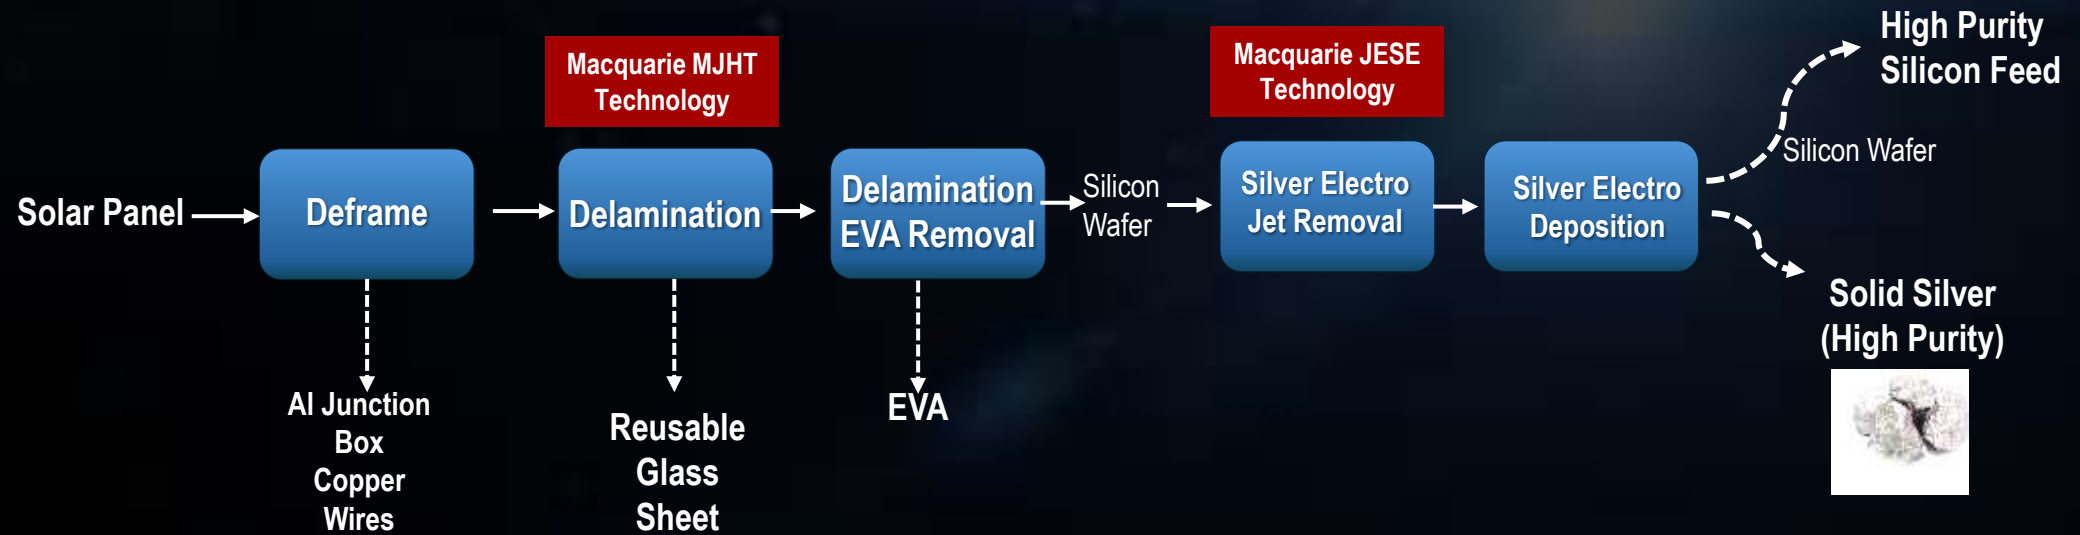 High Purity
Silicon Feed
Macquarie MJHT
Technology
Macquarie JESE
Technology
Silicon Wafer
Solar Panel
Deframe
Delamination
Delamination
EVA Removal
Silicon
Wafer
Silver Electro
Jet Removal
Silver Electro
Deposition
Solid Silver
(High Purity)
Al Junction
Box
Copper
Wires
Reusable
Glass
Sheet
EVA